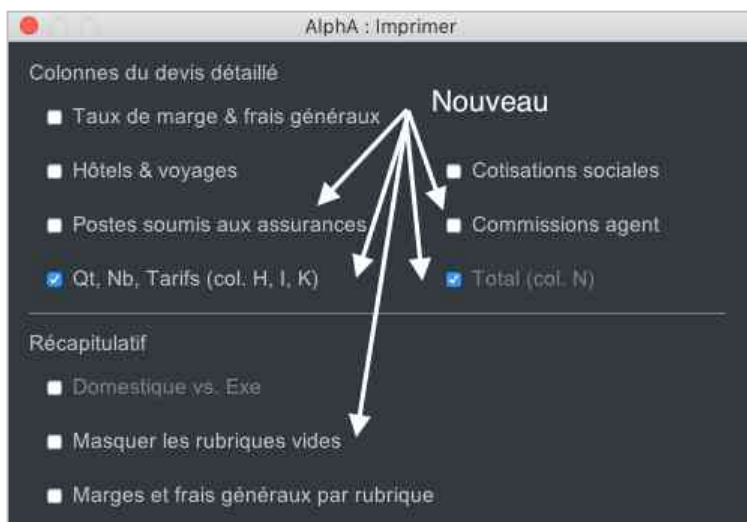 AlphA : Imprimer
Colonnes du devis détaillé
Taux de marge & frais généraux
Nouveau
Hôtels & voyages
Cotisations sociales
Postes soumis aux assurances
Commissions agent
Qt, Nb, Tarifs (col. H, I, K)
Total (col. N)
Récapitulatif
Domestique vs. Exe
Masquer les rubriques vides
Marges et frais généraux par rubrique